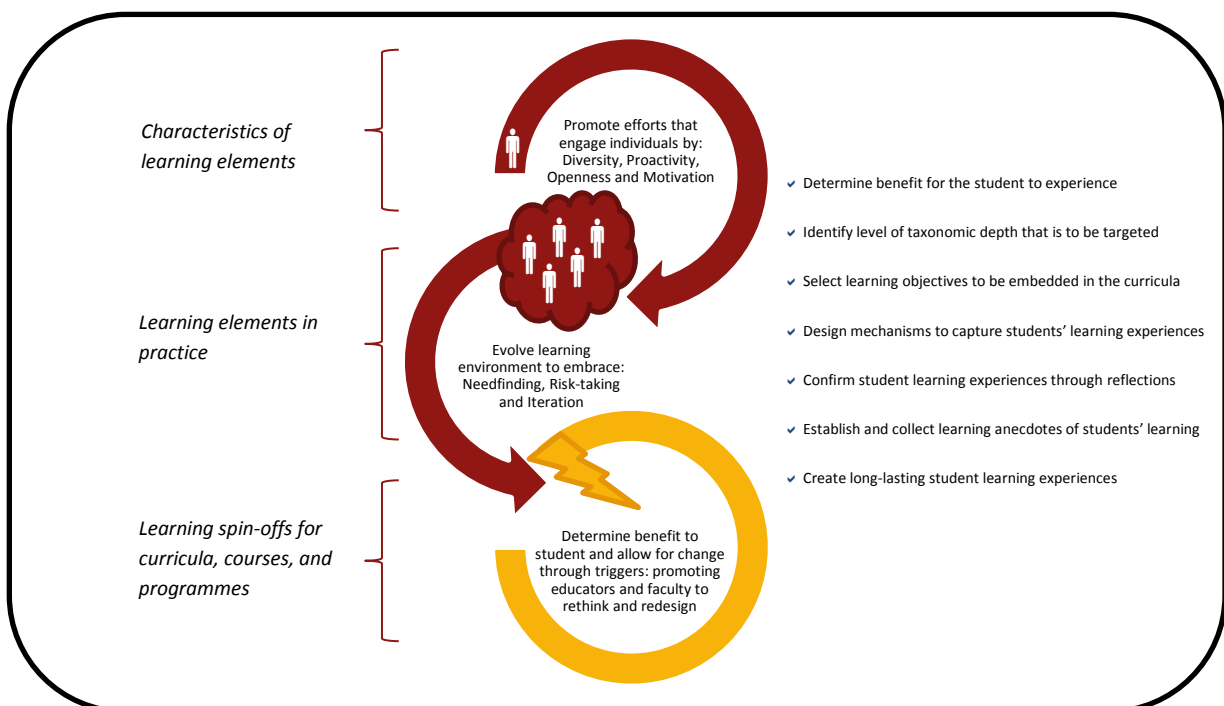 Characteristics of
learning elements
Promote efforts that
engage individuals by:
Diversity, Proactivity,
Openness and Motivation
Learning elements in
practice
Evolve learning
environment to embrace:
Needfinding, Risk-taking
and Iteration
Learning spin-offs for
curricula, courses, and
programmes
Determine benefit to
student and allow for change
through triggers: promoting
educators and faculty to
rethink and redesign
Determine benefit for the student to experience
Identify level of taxonomic depth that is to be targeted
Select learning objectives to be embedded in the curricula
Design mechanisms to capture students’ learning experiences
Confirm student learning experiences through reflections
Establish and collect learning anecdotes of students’ learning
Create long-lasting student learning experiences